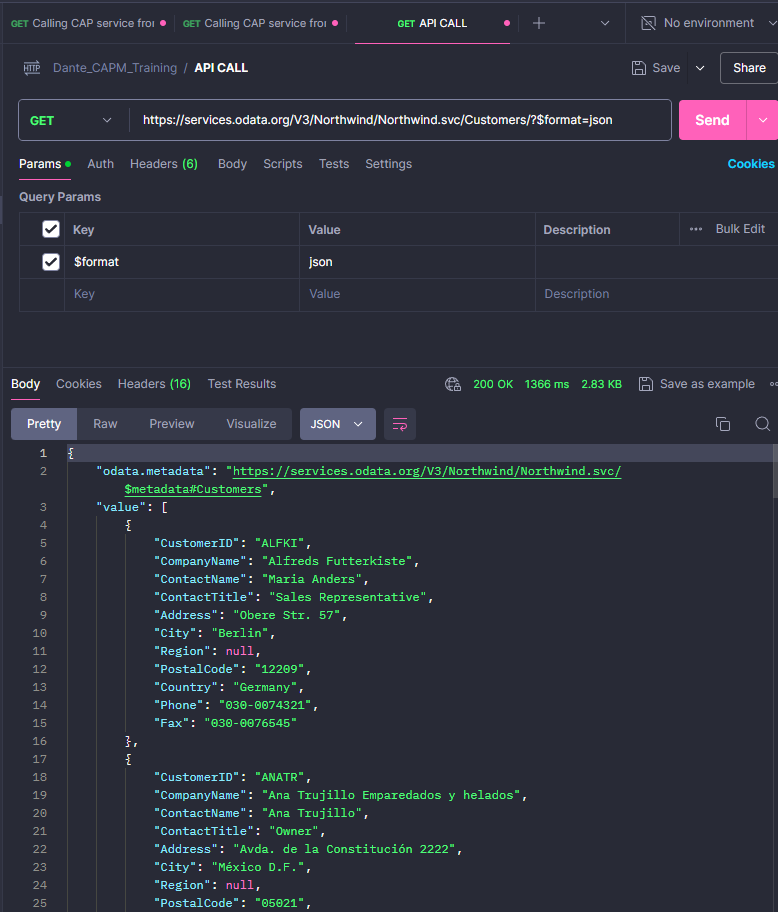 GET Calling CAP service fro GET Calling CAP service fro GET API CALL No environment
HTTP Dante_CAPM_Training / API CALL Save Share
GET https://services.odata.org/V3/Northwind/Northwind.svc/Customers/?$format=json Send
Params Auth Headers (6) Body Scripts Tests Settings Cookies
Query Params
Key Value Description ••• Bulk Edit
$format json
Key Value Description
Body Cookies Headers (16) Test Results 200 OK 1366 ms 2.83 KB Save as example
Pretty Raw Preview Visualize JSON
1 {
2 "odata.metadata": "https://services.odata.org/V3/Northwind/Northwind.svc/
$metadata#Customers",
3 "value": [
4 {
5 "CustomerID": "ALFKI",
6 "CompanyName": "Alfreds Futterkiste",
7 "ContactName": "Maria Anders",
8 "ContactTitle": "Sales Representative",
9 "Address": "Obere Str. 57",
10 "City": "Berlin",
11 "Region": null,
12 "PostalCode": "12209",
13 "Country": "Germany",
14 "Phone": "030-0074321",
15 "Fax": "030-0076545"
16 },
17 {
18 "CustomerID": "ANATR",
19 "CompanyName": "Ana Trujillo Emparedados y helados",
20 "ContactName": "Ana Trujillo",
21 "ContactTitle": "Owner",
22 "Address": "Avda. de la Constitución 2222",
23 "City": "México D.F.",
24 "Region": null,
25 "PostalCode": "05021",